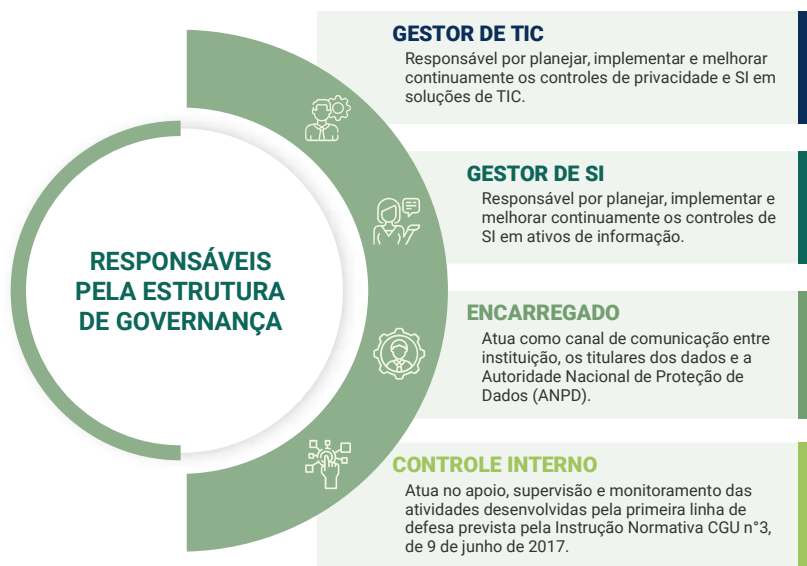 GESTOR DE TIC
Responsável por planejar, implementar e melhorar
continuamente os controles de privacidade e SI em
soluções de TIC.
GESTOR DE SI
Responsável por planejar, implementar e
melhorar continuamente os controles de
SI em ativos de informação.
RESPONSÁVEIS
PELA ESTRUTURA
DE GOVERNANÇA
ENCARREGADO
Atua como canal de comunicação entre
instituição, os titulares dos dados e a
Autoridade Nacional de Proteção de
Dados (ANPD).
CONTROLE INTERNO
Atua no apoio, supervisão e monitoramento das
atividades desenvolvidas pela primeira linha de
defesa prevista pela Instrução Normativa CGU n°3,
de 9 de junho de 2017.